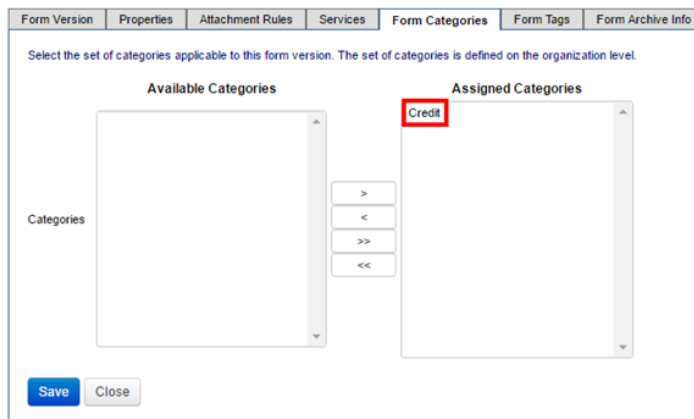 Form Version Properties Attachment Rules Services Form Categories Form Tags Form Archive Info
Select the set of categories applicable to this form version. The set of categories is defined on the organization level.
Available Categories Assigned Categories
Credit
>
<
Categories
>>
<<
Save Close